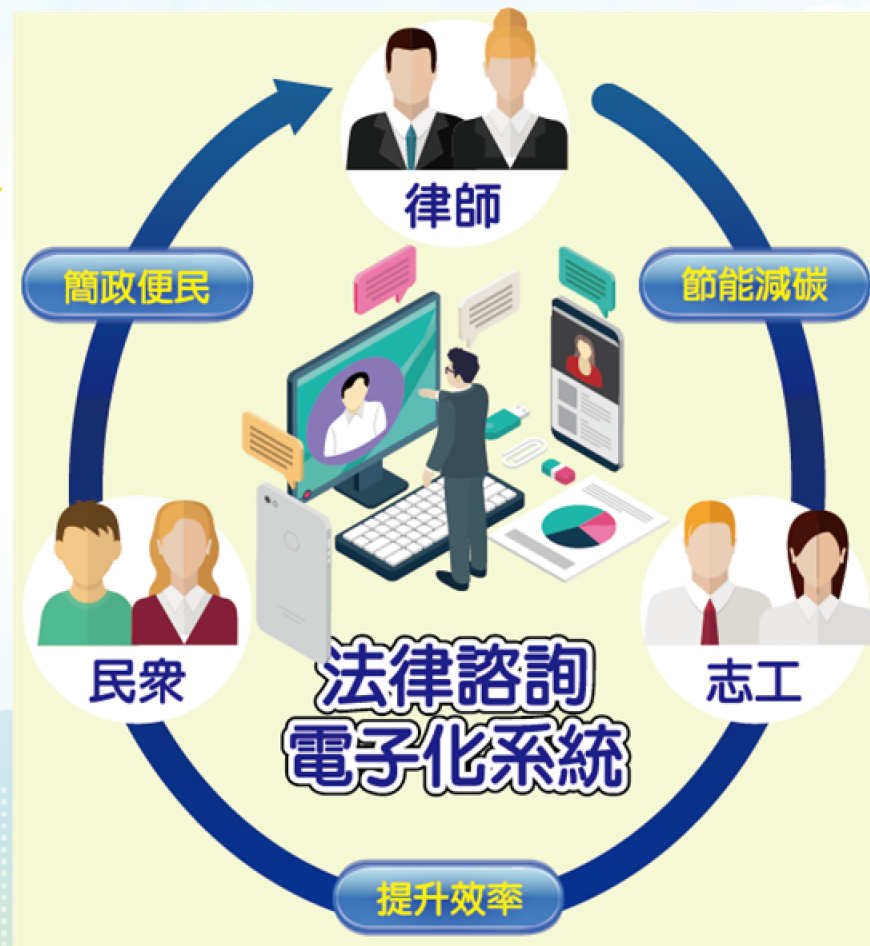 律師
簡政便民
節能減碳
民眾
志工
法律諮詢
電子化系統
提升效率